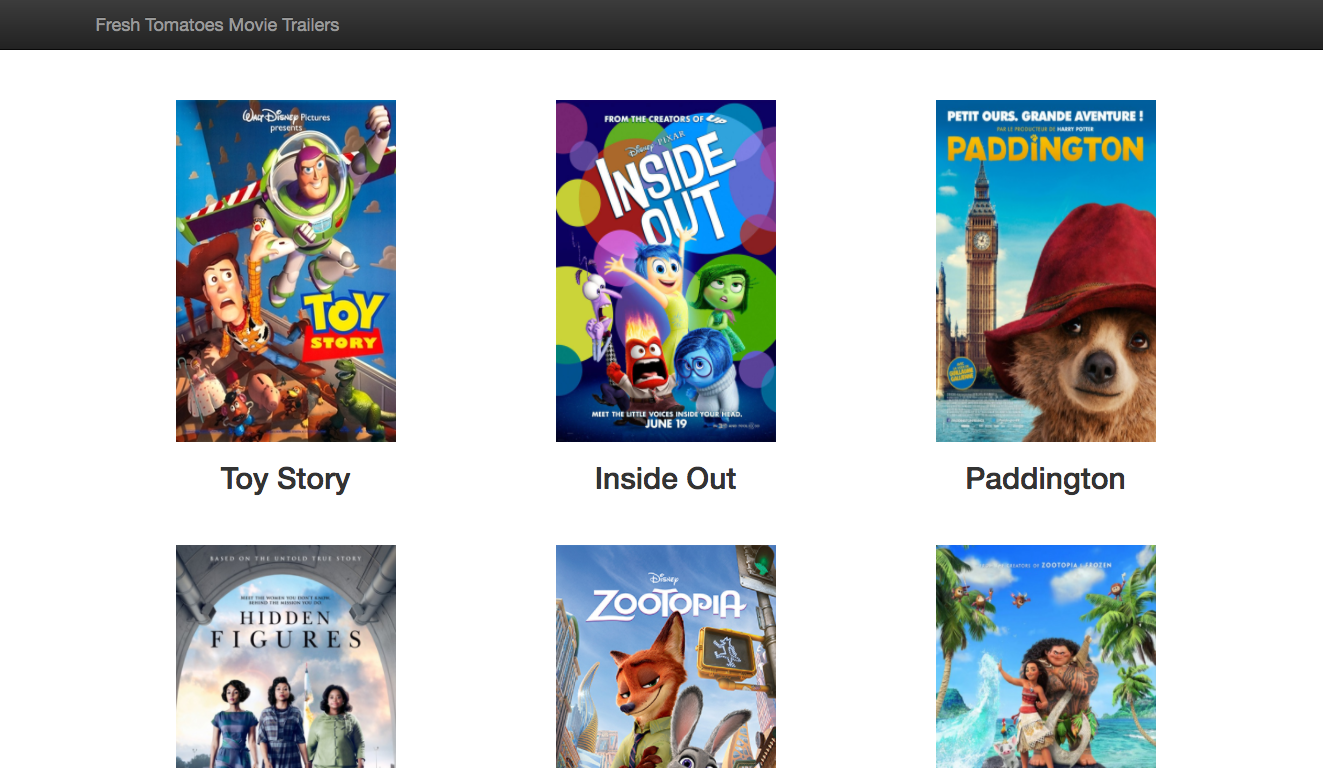 Fresh Tomatoes Movie Trailers
WALT DISNEY Pictures
presents
TOY
STORY
Toy Story
FROM THE CREATORS OF UP
DISNEY PIXAR
INSIDE
OUT
MEET THE LITTLE VOICES INSIDE YOUR HEAD.
JUNE 19
Inside Out
PETIT OURS. GRANDE AVENTURE !
PAR LE PRODUCTEUR DE HARRY POTTER
PADDiNGTON
GUILLAUME
GALLIENNE
Paddington
BASED ON THE UNTOLD TRUE STORY
MEET THE WOMEN YOU DON'T KNOW,
BEHIND THE MISSION YOU DO
HIDDEN
FIGURES
Disney
ZOOTOPIA
CREATORS OF ZOOTOPIA & FROZEN